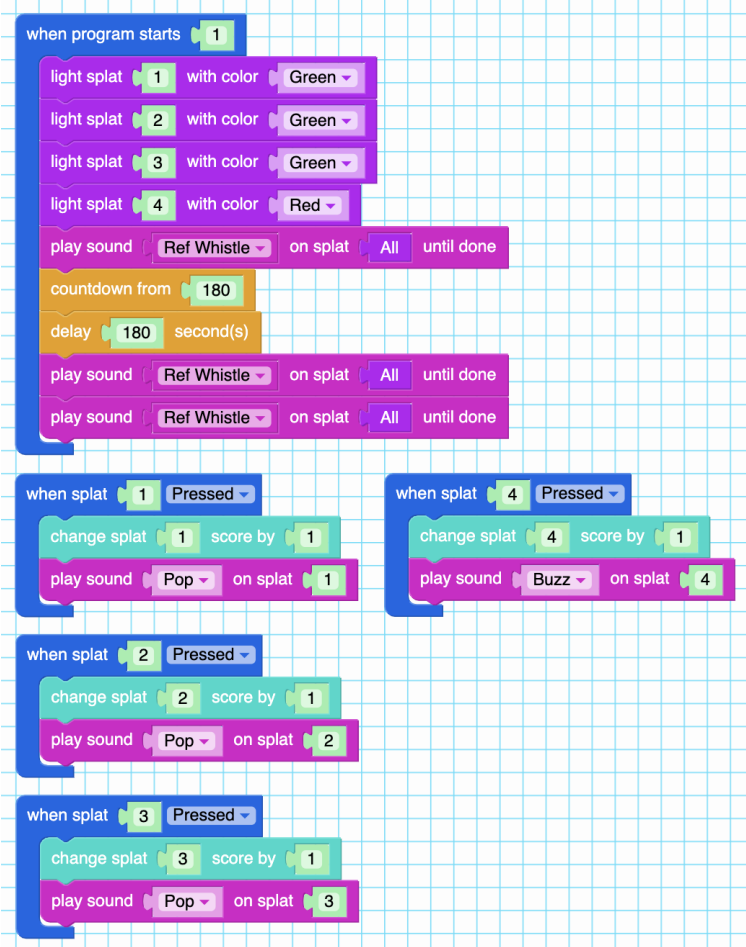 when program starts 1
light splat 1 with color Green
light splat 2 with color Green
light splat 3 with color Green
light splat 4 with color Red
play sound Ref Whistle on splat All until done
countdown from 180
delay 180 second(s)
play sound Ref Whistle on splat All until done
play sound Ref Whistle on splat All until done
when splat 1 Pressed
change splat 1 score by 1
play sound Pop on splat 1
when splat 4 Pressed
change splat 4 score by 1
play sound Buzz on splat 4
when splat 2 Pressed
change splat 2 score by 1
play sound Pop on splat 2
when splat 3 Pressed
change splat 3 score by 1
play sound Pop on splat 3